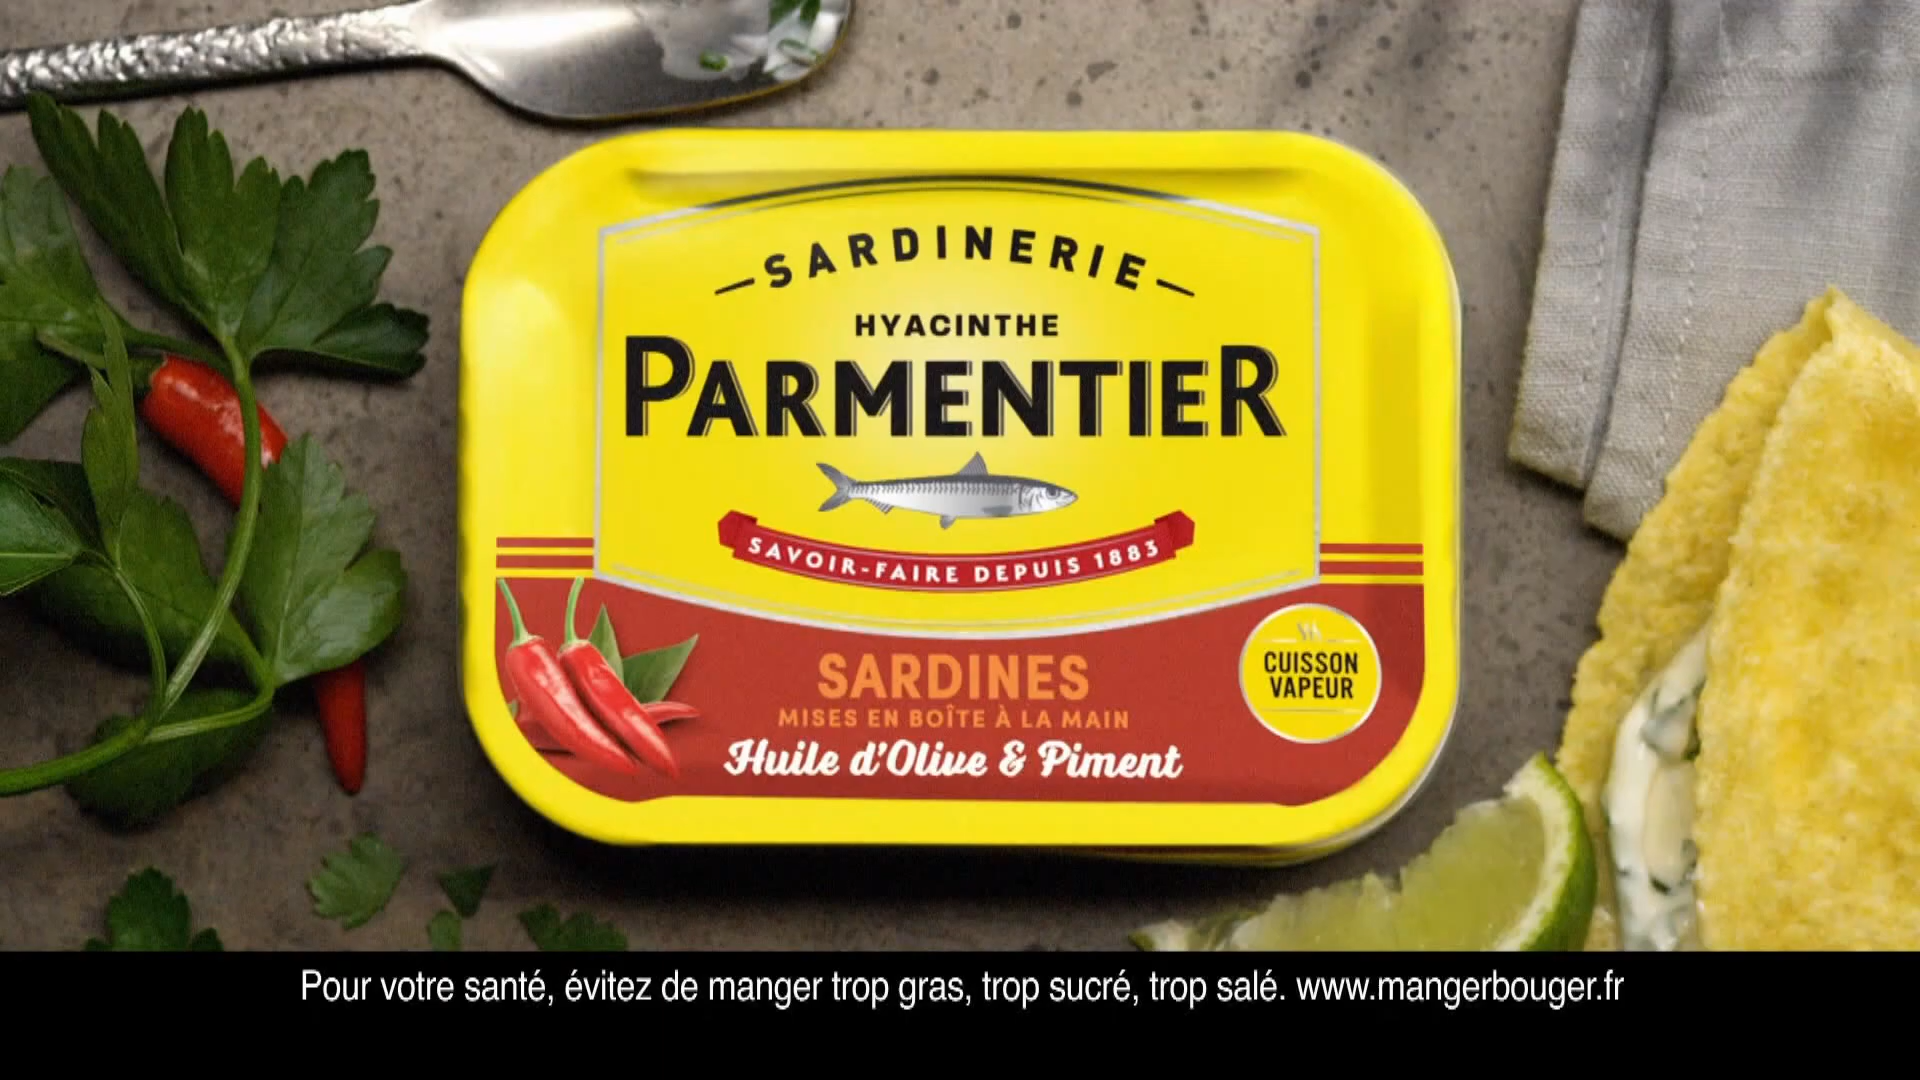 SARDINERIE
HYACINTHE
PARMENTIER
SAVOIR-FAIRE DEPUIS 1883
SARDINES
MISES EN BOÎTE À LA MAIN
Huile d'Olive & Piment
CUISSON
VAPEUR
Pour votre santé, évitez de manger trop gras, trop sucré, trop salé. www.mangerbouger.fr